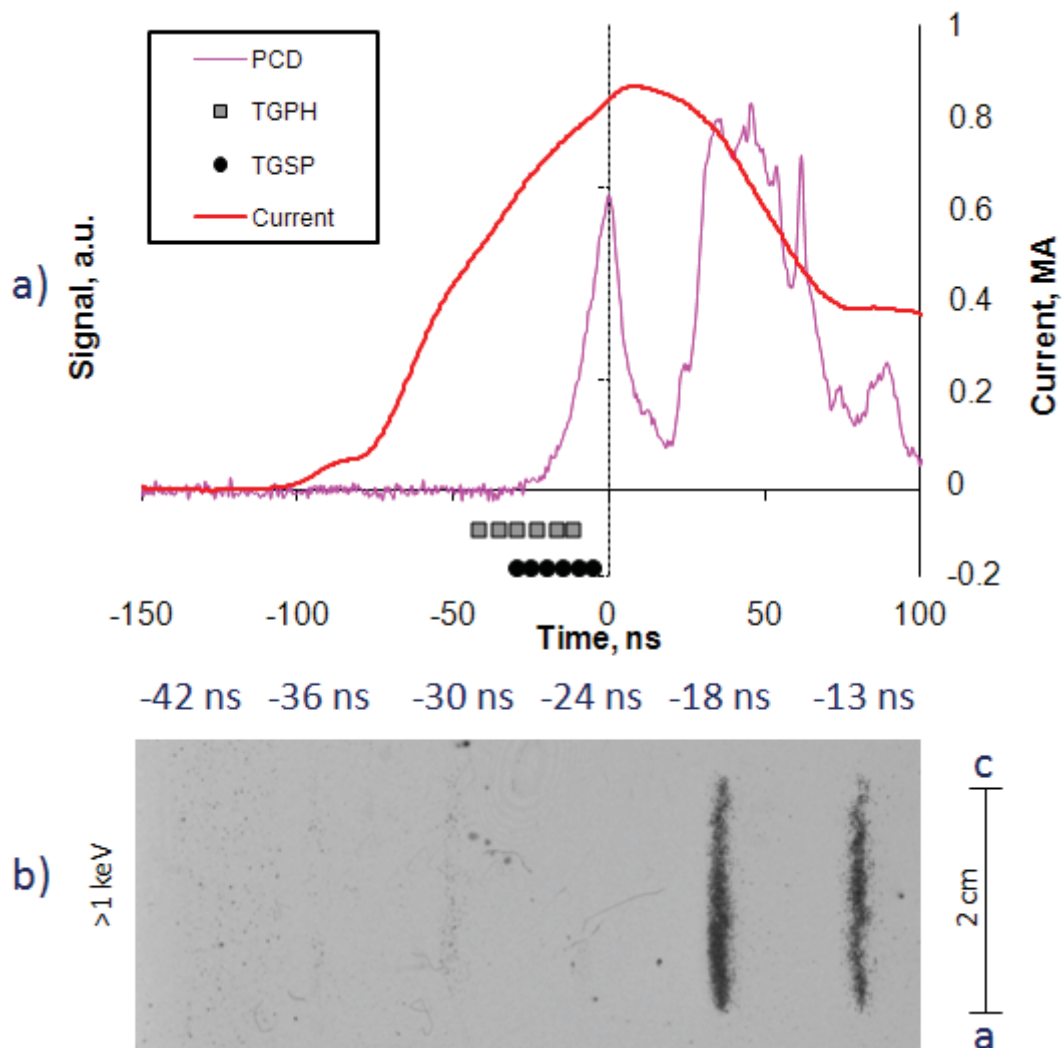 PCD
TGPH
TGSP
Current
a)
Signal, a.u.
1
0.8
0.6
0.4
0.2
0
-0.2
Current, MA
-150 -100 -50 0 50 100
Time, ns
-42 ns -36 ns -30 ns -24 ns -18 ns -13 ns
b)
>1 keV
c
2 cm
a